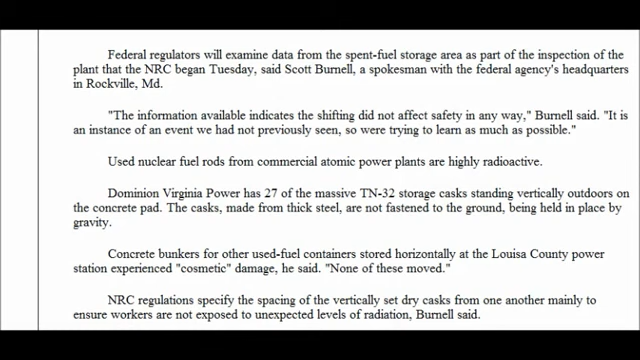 Federal regulators will examine data from the spent-fuel storage area as part of the inspection of the
plant that the NRC began Tuesday, said Scott Burnell, a spokesman with the federal agency's headquarters
in Rockville, Md.
"The information available indicates the shifting did not affect safety in any way," Burnell said. "It is
an instance of an event we had not previously seen, so were trying to learn as much as possible."
Used nuclear fuel rods from commercial atomic power plants are highly radioactive.
Dominion Virginia Power has 27 of the massive TN-32 storage casks standing vertically outdoors on
the concrete pad. The casks, made from thick steel, are not fastened to the ground, being held in place by
gravity.
Concrete bunkers for other used-fuel containers stored horizontally at the Louisa County power
station experienced "cosmetic" damage, he said. "None of these moved."
NRC regulations specify the spacing of the vertically set dry casks from one another mainly to
ensure workers are not exposed to unexpected levels of radiation, Burnell said.